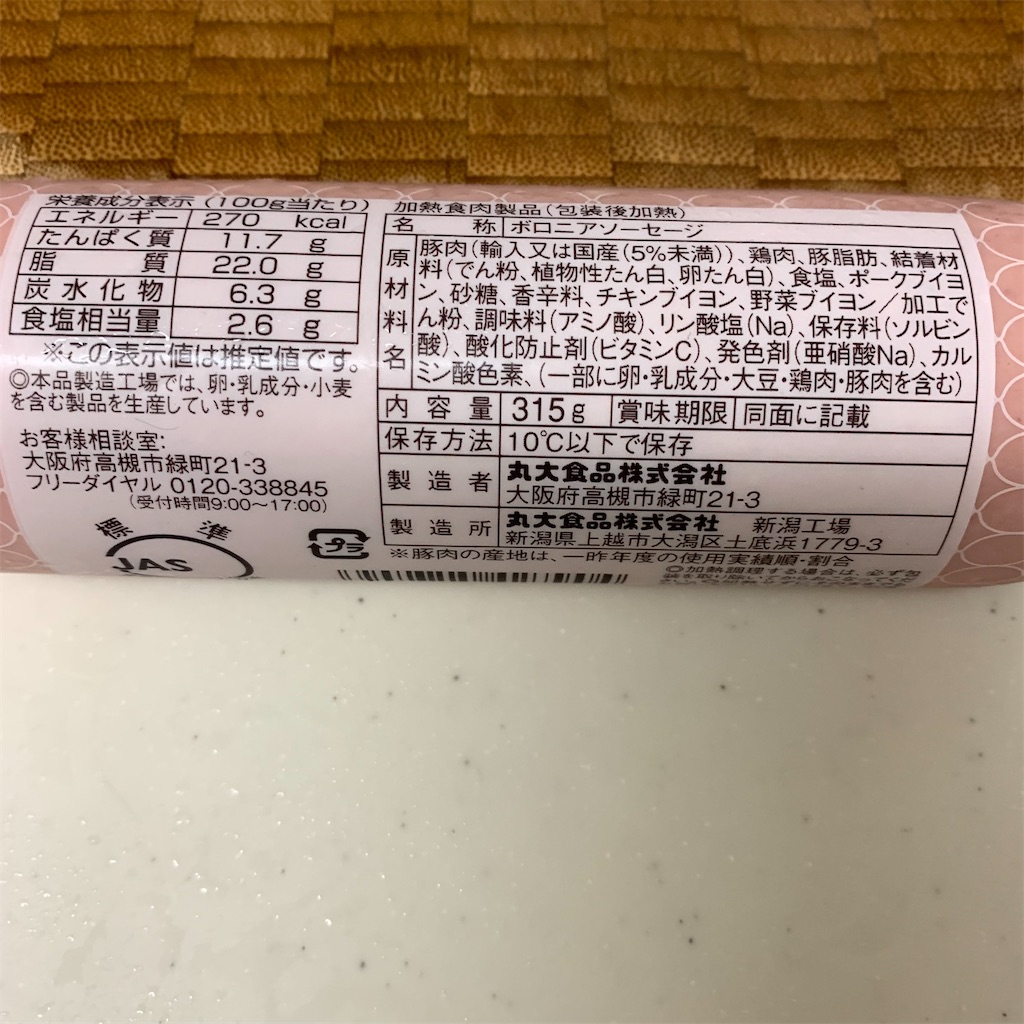 栄養成分表示(100g当たり)
エネルギー 270 kcal
たんぱく質 11.7 g
脂質 22.0 g
炭水化物 6.3 g
食塩相当量 2.6 g
※この表示値は推定値です。
◎本品製造工場では、卵・乳成分・小麦
を含む製品を生産しています。
お客様相談室:
大阪府高槻市緑町21-3
フリーダイヤル 0120-338845
(受付時間9:00〜17:00)
標準
JAS
加熱食肉製品(包装後加熱)
名称 ボロニアソーセージ
原材料名
豚肉(輸入又は国産(5%未満))、鶏肉、豚脂肪、結着材
料(でん粉、植物性たん白、卵たん白)、食塩、ポークブイヨ
ン、砂糖、香辛料、チキンブイヨン、野菜ブイヨン/加工で
ん粉、調味料(アミノ酸)、リン酸塩(Na)、保存料(ソルビン
酸)、酸化防止剤(ビタミンC)、発色剤(亜硝酸Na)、カル
ミン酸色素、(一部に卵・乳成分・大豆・鶏肉・豚肉を含む)
内容量 315g 賞味期限 同面に記載
保存方法 10℃以下で保存
製造者 丸大食品株式会社
大阪府高槻市緑町21-3
製造所 丸大食品株式会社 新潟工場
新潟県上越市大潟区土底浜1779-3
プラ
※豚肉の産地は、一昨年度の使用実績順・割合
◎加熱調理する場合は、必ず包